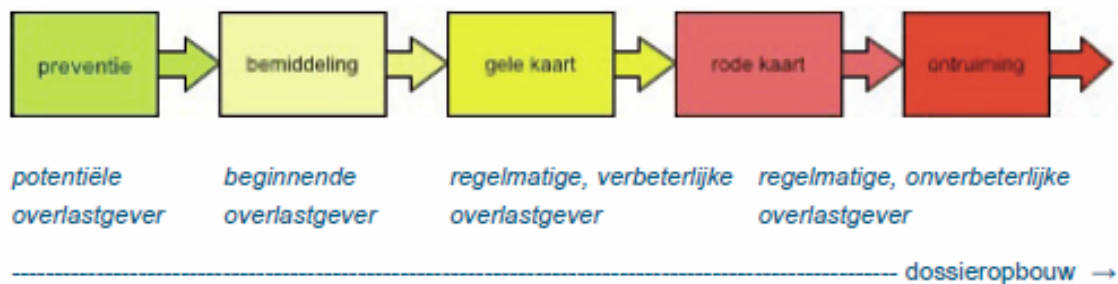 preventie bemiddeling gele kaart rode kaart ontruiming
potentiële beginnende regelmatige, verbeterlijke regelmatige, onverbeterlijke
overlastgever overlastgever overlastgever overlastgever
dossieropbouw →